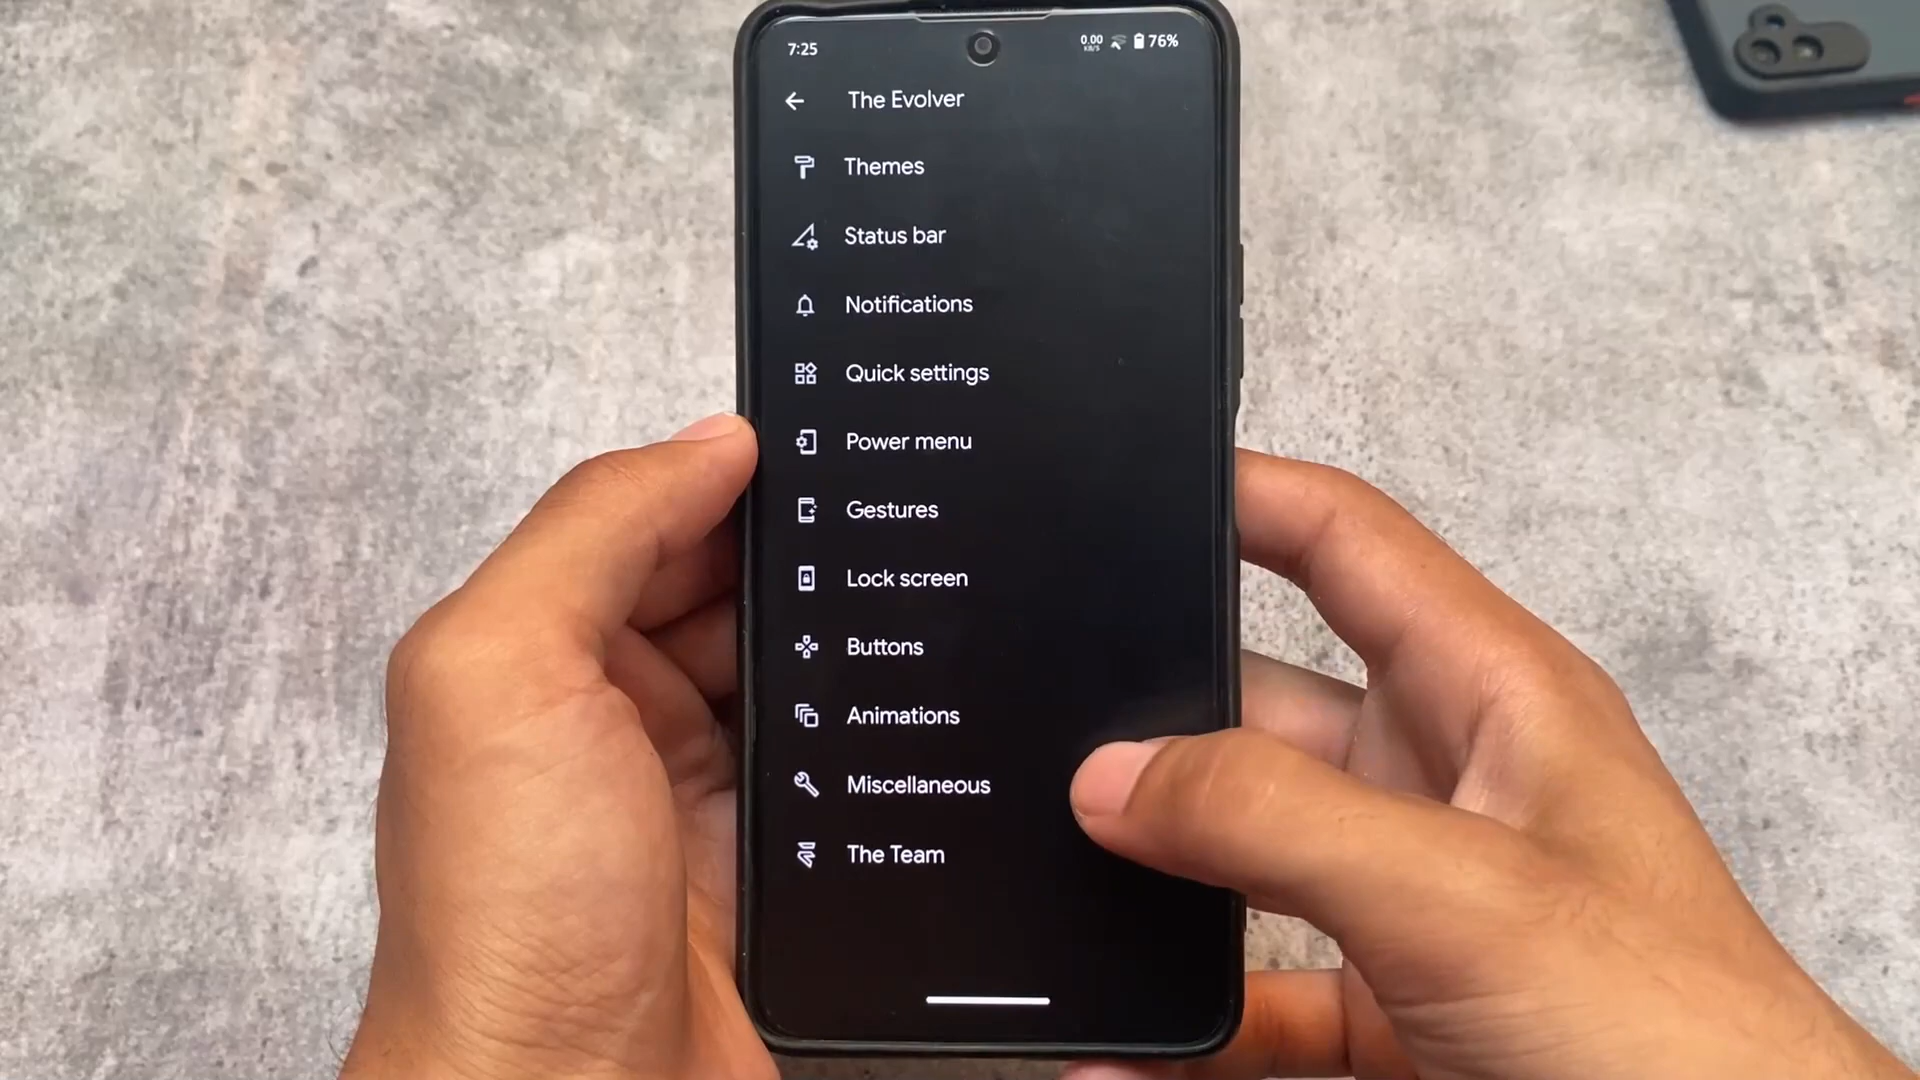 7:25
0.00
KB/S
76%
The Evolver
Themes
Status bar
Notifications
Quick settings
Power menu
Gestures
Lock screen
Buttons
Animations
Miscellaneous
The Team